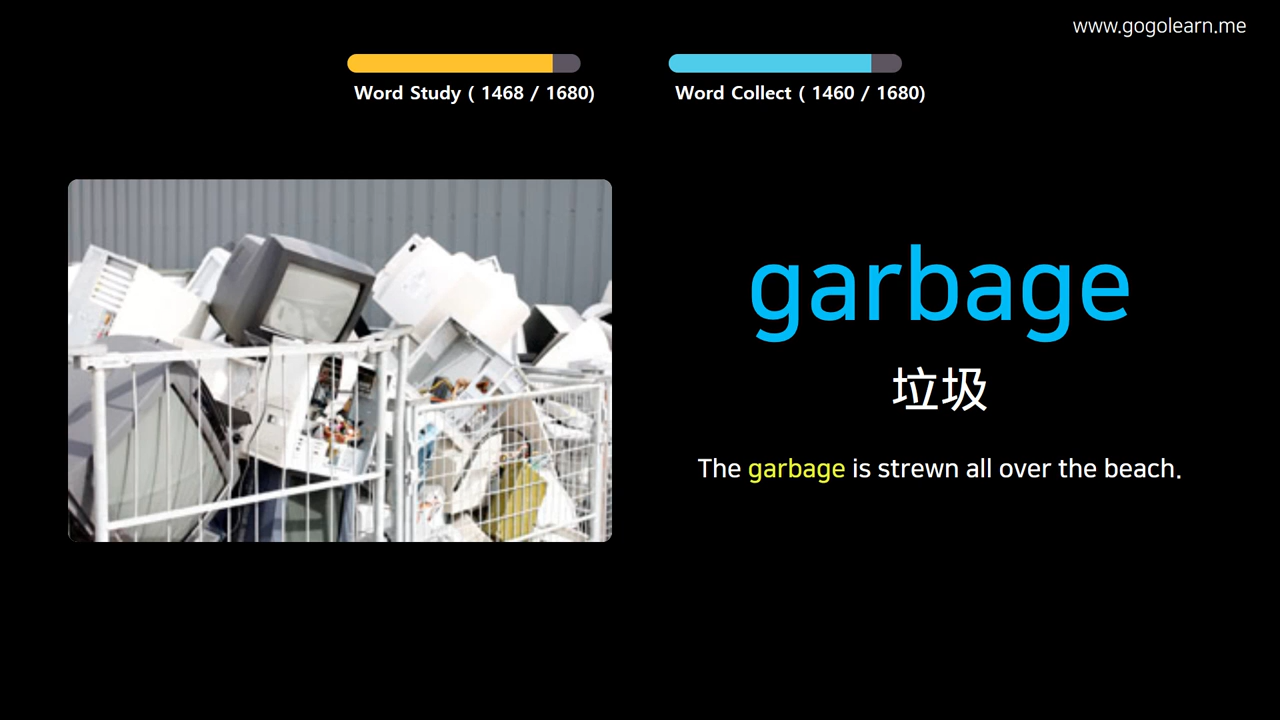 www.gogolearn.me
Word Study ( 1468 / 1680)
Word Collect ( 1460 / 1680)
garbage
垃圾
The garbage is strewn all over the beach.